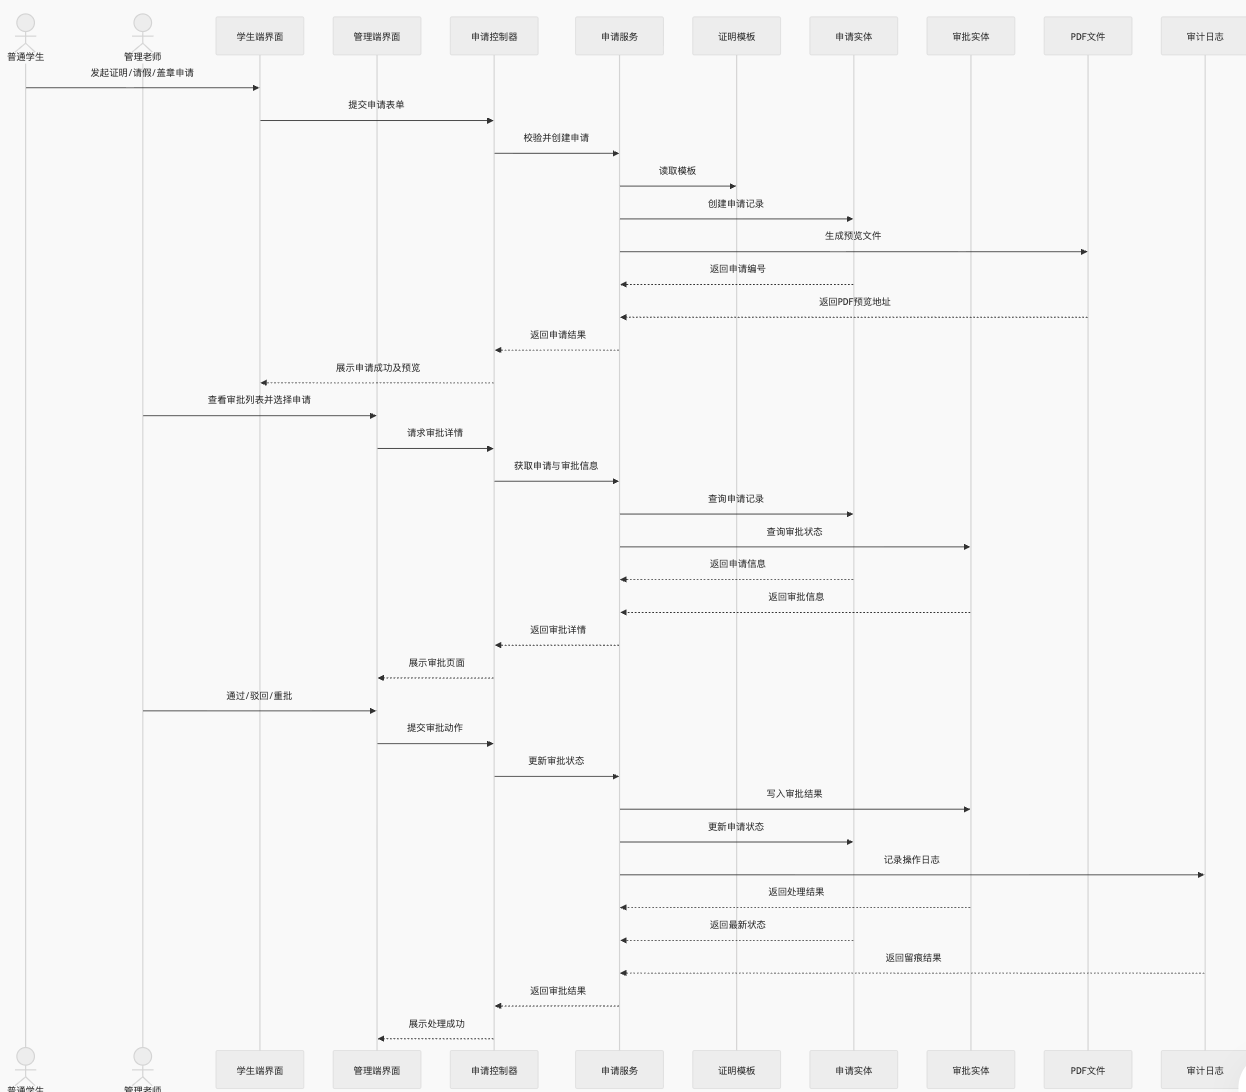 普通学生
管理老师
学生端界面
管理端界面
申请控制器
申请服务
证明模板
申请实体
审批实体
PDF文件
审计日志
发起证明/请假/盖章申请
提交申请表单
校验并创建申请
读取模板
创建申请记录
生成预览文件
返回申请编号
返回PDF预览地址
返回申请结果
展示申请成功及预览
查看审批列表并选择申请
请求审批详情
获取申请与审批信息
查询申请记录
查询审批状态
返回申请信息
返回审批信息
返回审批详情
展示审批页面
通过/驳回/重批
提交审批动作
更新审批状态
写入审批结果
更新申请状态
记录操作日志
返回处理结果
返回最新状态
返回留痕结果
返回审批结果
展示处理成功
普通学生
管理老师
学生端界面
管理端界面
申请控制器
申请服务
证明模板
申请实体
审批实体
PDF文件
审计日志